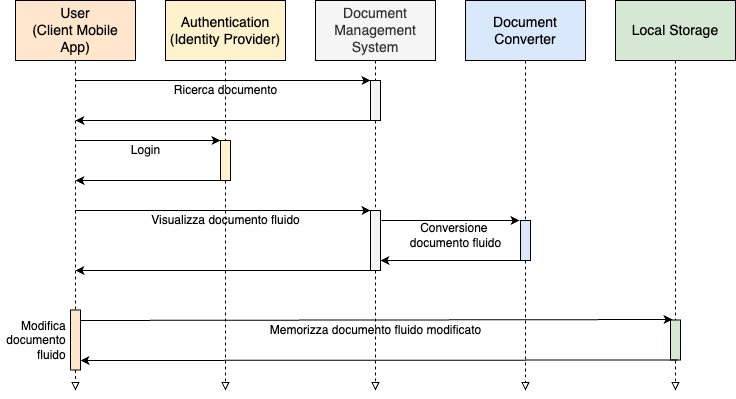 User
(Client Mobile
App)
Authentication
(Identity Provider)
Document
Management
System
Document
Converter
Local Storage
Ricerca documento
Login
Visualizza documento fluido
Conversione
documento fluido
Modifica
documento
fluido
Memorizza documento fluido modificato